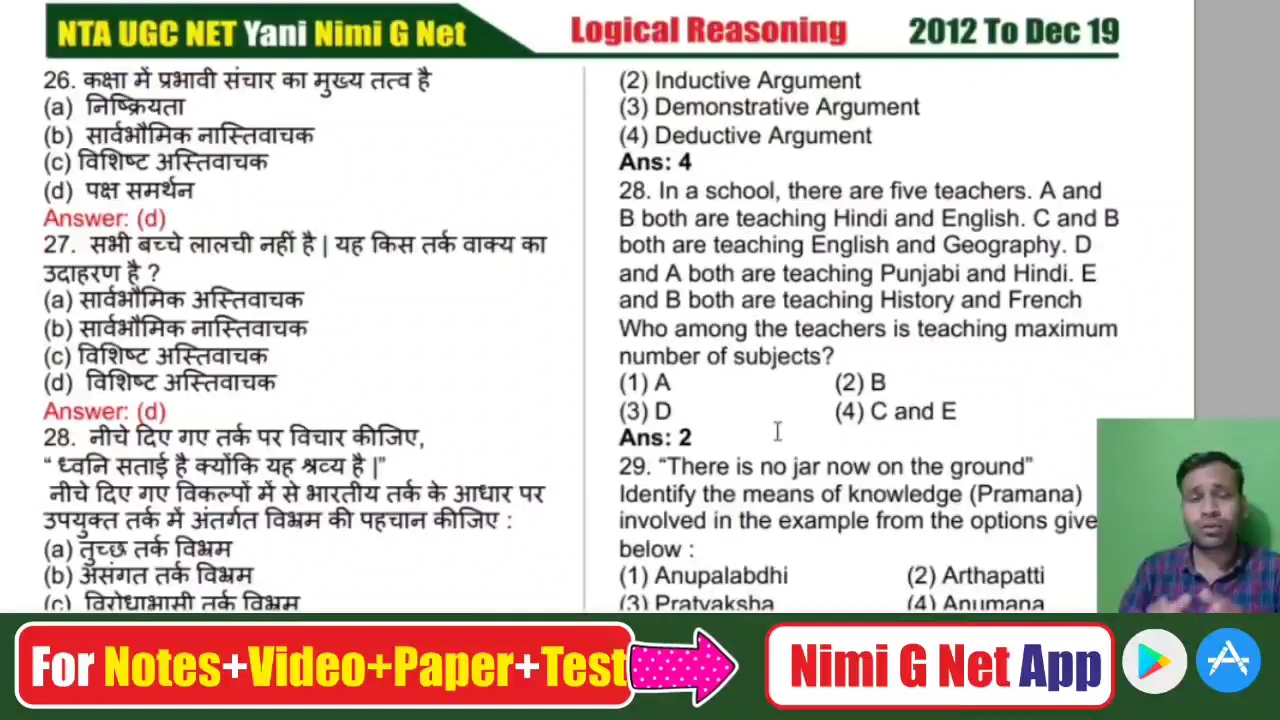 NTA UGC NET Yani Nimi G Net
Logical Reasoning
2012 To Dec 19
26. कक्षा में प्रभावी संचार का मुख्य तत्व है
(a) निष्क्रियता
(b) सार्वभौमिक नास्तिवाचक
(c) विशिष्ट अस्तिवाचक
(d) पक्ष समर्थन
Answer: (d)
27. सभी बच्चे लालची नहीं है | यह किस तर्क वाक्य का
उदाहरण है ?
(a) सार्वभौमिक अस्तिवाचक
(b) सार्वभौमिक नास्तिवाचक
(c) विशिष्ट अस्तिवाचक
(d) विशिष्ट अस्तिवाचक
Answer: (d)
28. नीचे दिए गए तर्क पर विचार कीजिए,
“ ध्वनि सताई है क्योंकि यह श्रव्य है |”
नीचे दिए गए विकल्पों में से भारतीय तर्क के आधार पर
उपयुक्त तर्क में अंतर्गत विभ्रम की पहचान कीजिए :
(a) तुच्छ तर्क विभ्रम
(b) असंगत तर्क विभ्रम
(c) विरोधाभासी तर्क विभ्रम
(2) Inductive Argument
(3) Demonstrative Argument
(4) Deductive Argument
Ans: 4
28. In a school, there are five teachers. A and
B both are teaching Hindi and English. C and B
both are teaching English and Geography. D
and A both are teaching Punjabi and Hindi. E
and B both are teaching History and French
Who among the teachers is teaching maximum
number of subjects?
(1) A (2) B
(3) D (4) C and E
Ans: 2
29. “There is no jar now on the ground”
Identify the means of knowledge (Pramana)
involved in the example from the options give
below :
(1) Anupalabdhi (2) Arthapatti
(3) Pratyaksha (4) Anumana
For Notes+Video+Paper+Test
Nimi G Net App